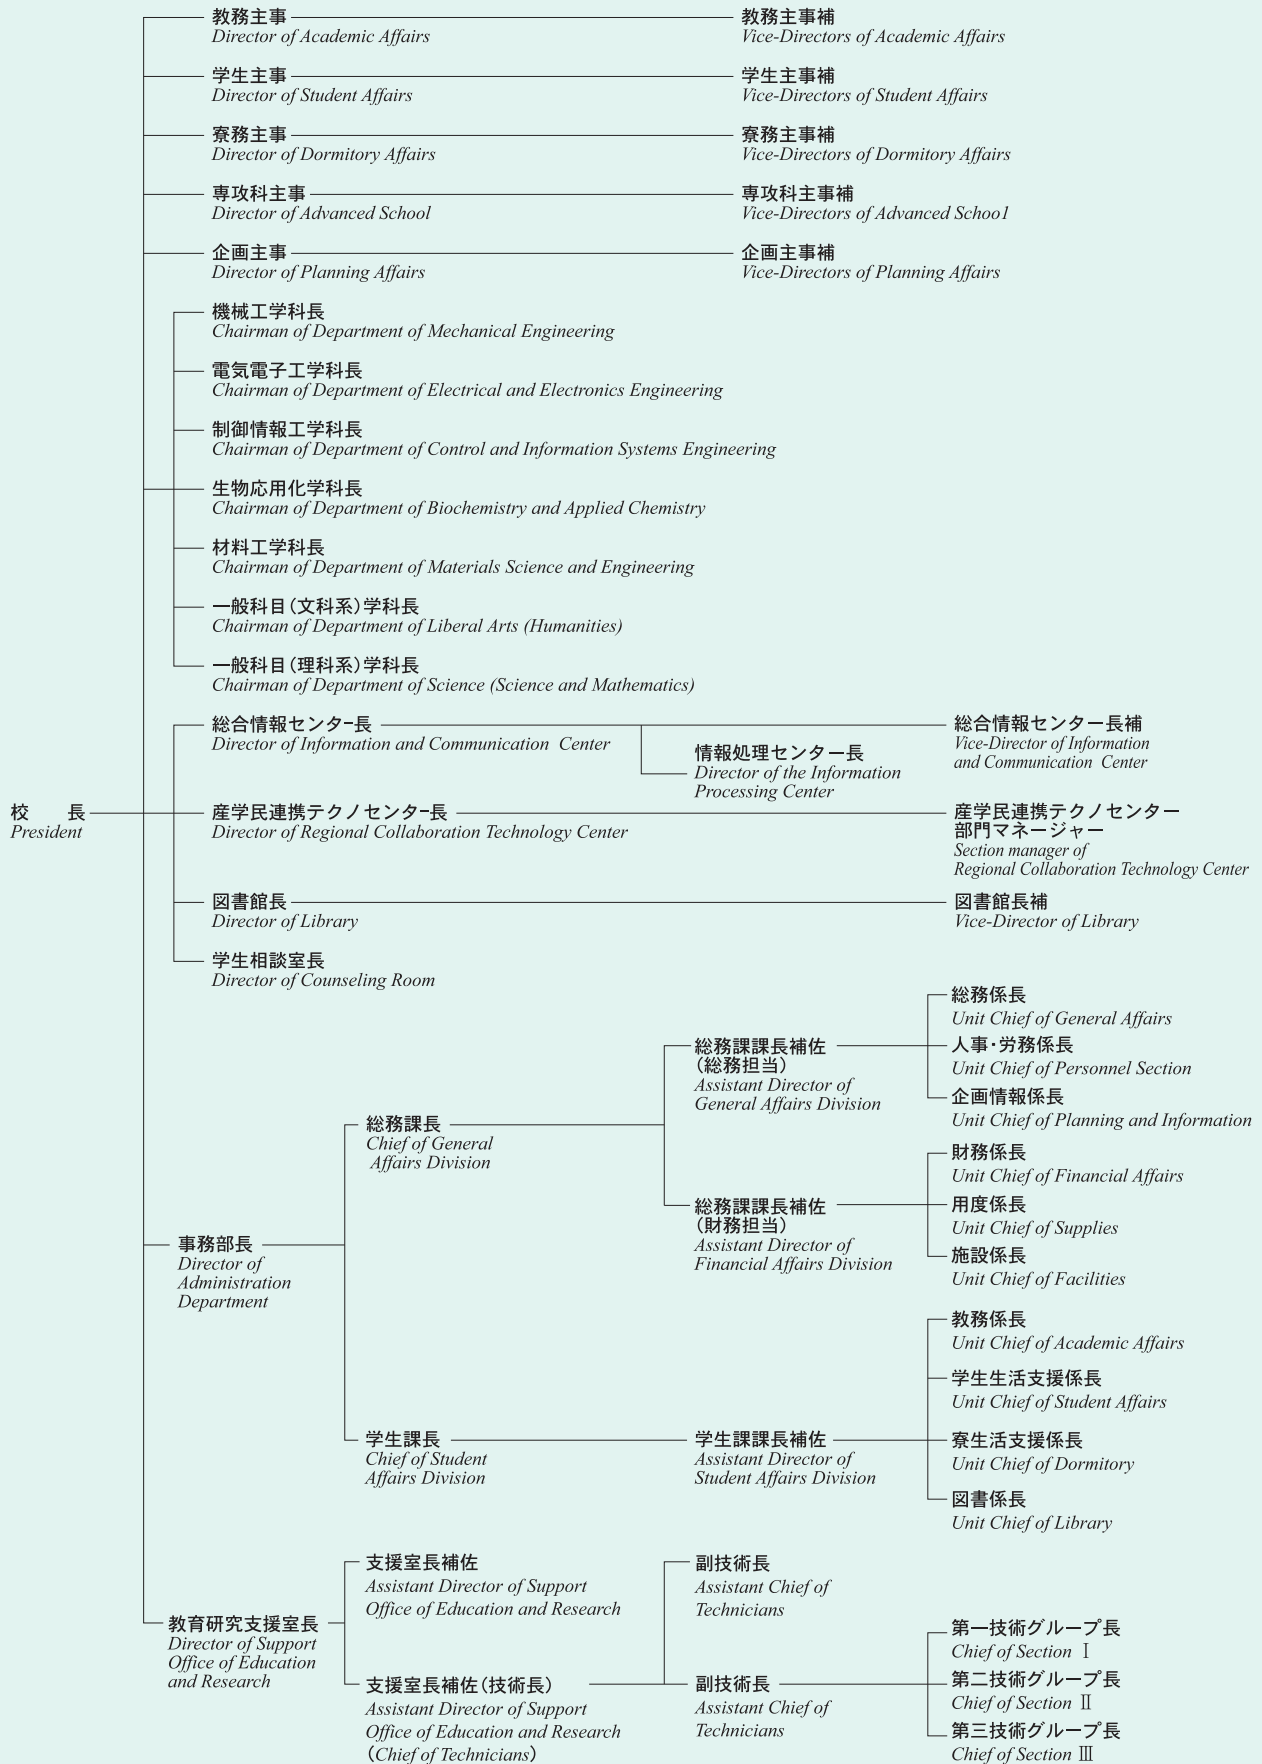 教務主事
Director of Academic Affairs
教務主事補
Vice-Directors of Academic Affairs
学生主事
Director of Student Affairs
学生主事補
Vice-Directors of Student Affairs
寮務主事
Director of Dormitory Affairs
寮務主事補
Vice-Directors of Dormitory Affairs
専攻科主事
Director of Advanced School
専攻科主事補
Vice-Directors of Advanced Schoo1
企画主事
Director of Planning Affairs
企画主事補
Vice-Directors of Planning Affairs
機械工学科長
Chairman of Department of Mechanical Engineering
電気電子工学科長
Chairman of Department of Electrical and Electronics Engineering
制御情報工学科長
Chairman of Department of Control and Information Systems Engineering
生物応用化学科長
Chairman of Department of Biochemistry and Applied Chemistry
材料工学科長
Chairman of Department of Materials Science and Engineering
一般科目（文科系）学科長
Chairman of Department of Liberal Arts (Humanities)
一般科目（理科系）学科長
Chairman of Department of Science (Science and Mathematics)
総合情報センター長
Director of Information and Communication Center
情報処理センター長
Director of the Information
Processing Center
総合情報センター長補
Vice-Director of Information
and Communication Center
校　　長
President
産学民連携テクノセンター長
Director of Regional Collaboration Technology Center
産学民連携テクノセンター
部門マネージャー
Section manager of
Regional Collaboration Technology Center
図書館長
Director of Library
図書館長補
Vice-Director of Library
学生相談室長
Director of Counseling Room
事務部長
Director of
Administration
Department
総務課長
Chief of General
Affairs Division
総務課課長補佐
（総務担当）
Assistant Director of
General Affairs Division
総務係長
Unit Chief of General Affairs
人事・労務係長
Unit Chief of Personnel Section
企画情報係長
Unit Chief of Planning and Information
総務課課長補佐
（財務担当）
Assistant Director of
Financial Affairs Division
財務係長
Unit Chief of Financial Affairs
用度係長
Unit Chief of Supplies
施設係長
Unit Chief of Facilities
学生課長
Chief of Student
Affairs Division
学生課課長補佐
Assistant Director of
Student Affairs Division
教務係長
Unit Chief of Academic Affairs
学生生活支援係長
Unit Chief of Student Affairs
寮生活支援係長
Unit Chief of Dormitory
図書係長
Unit Chief of Library
教育研究支援室長
Director of Support
Office of Education
and Research
支援室長補佐
Assistant Director of Support
Office of Education and Research
支援室長補佐（技術長）
Assistant Director of Support
Office of Education and Research
（Chief of Technicians）
副技術長
Assistant Chief of
Technicians
副技術長
Assistant Chief of
Technicians
第一技術グループ長
Chief of Section Ⅰ
第二技術グループ長
Chief of Section Ⅱ
第三技術グループ長
Chief of Section Ⅲ